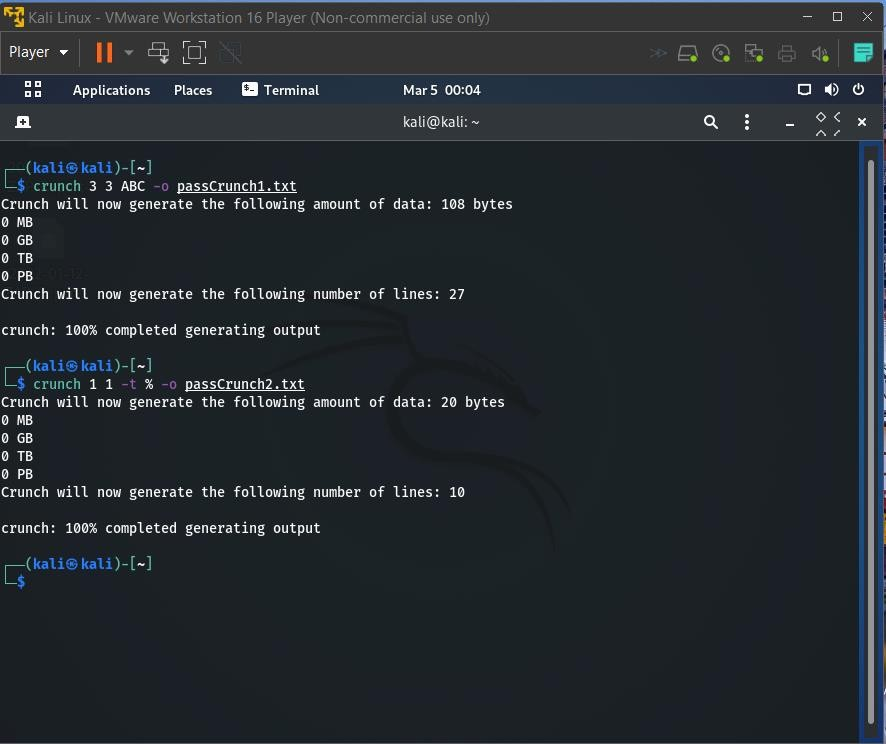 Kali Linux - VMware Workstation 16 Player (Non-commercial use only)
Player
Applications Places Terminal Mar 5 00:04
kali@kali: ~
┌──(kali㉿kali)-[~]
└─$ crunch 3 3 ABC -o passCrunch1.txt
Crunch will now generate the following amount of data: 108 bytes
0 MB
0 GB
0 TB
0 PB
Crunch will now generate the following number of lines: 27
crunch: 100% completed generating output
┌──(kali㉿kali)-[~]
└─$ crunch 1 1 -t % -o passCrunch2.txt
Crunch will now generate the following amount of data: 20 bytes
0 MB
0 GB
0 TB
0 PB
Crunch will now generate the following number of lines: 10
crunch: 100% completed generating output
┌──(kali㉿kali)-[~]
└─$